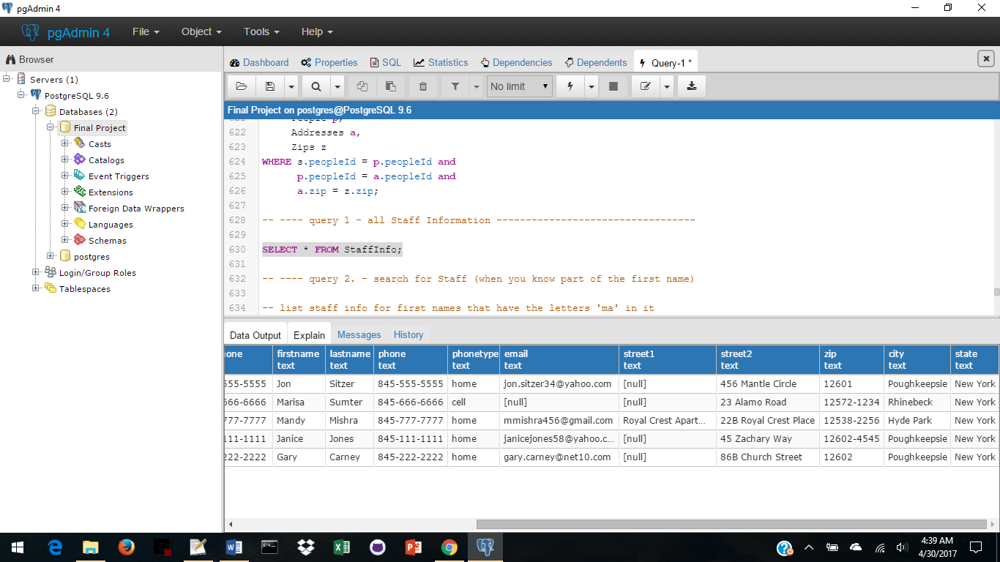 pgAdmin 4
pgAdmin 4 File Object Tools Help
Browser
Dashboard Properties SQL Statistics Dependencies Dependents Query-1 *
Servers (1)
PostgreSQL 9.6
Databases (2)
Final Project
Casts
Catalogs
Event Triggers
Extensions
Foreign Data Wrappers
Languages
Schemas
postgres
Login/Group Roles
Tablespaces
No limit
Final Project on postgres@PostgreSQL 9.6
622 Addresses a,
623 Zips z
624 WHERE s.peopleId = p.peopleId and
625 p.peopleId = a.peopleId and
626 a.zip = z.zip;
627
628 -- ---- query 1 - all Staff Information ----------------------------------
629
630 SELECT * FROM StaffInfo;
631
632 -- ---- query 2. - search for Staff (when you know part of the first name)
633
634 -- list staff info for first names that have the letters 'ma' in it
Data Output Explain Messages History
one firstname lastname phone phonetype email street1 street2 zip city state
text text text text text text text text text text
555-5555 Jon Sitzer 845-555-5555 home jon.sitzer34@yahoo.com [null] 456 Mantle Circle 12601 Poughkeepsie New York
666-6666 Marisa Sumter 845-666-6666 cell [null] [null] 23 Alamo Road 12572-1234 Rhinebeck New York
777-7777 Mandy Mishra 845-777-7777 home mmishra456@gmail.com Royal Crest Apart... 22B Royal Crest Place 12538-2256 Hyde Park New York
111-1111 Janice Jones 845-111-1111 home janicejones58@yahoo.c... [null] 45 Zachary Way 12602-4545 Poughkeepsie New York
222-2222 Gary Carney 845-222-2222 home gary.carney@net10.com [null] 86B Church Street 12602 Poughkeepsie New York
4:39 AM
4/30/2017